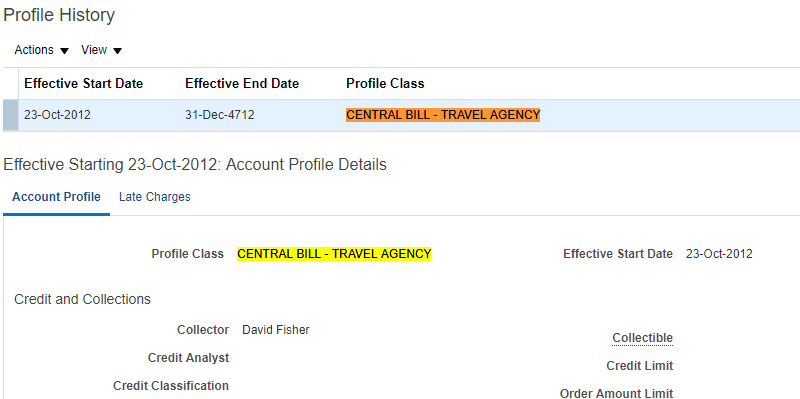 Profile History
Actions View
Effective Start Date Effective End Date Profile Class
23-Oct-2012 31-Dec-4712 CENTRAL BILL - TRAVEL AGENCY
Effective Starting 23-Oct-2012: Account Profile Details
Account Profile Late Charges
Profile Class CENTRAL BILL - TRAVEL AGENCY Effective Start Date 23-Oct-2012
Credit and Collections
Collector David Fisher
Collectible
Credit Analyst
Credit Limit
Credit Classification
Order Amount Limit